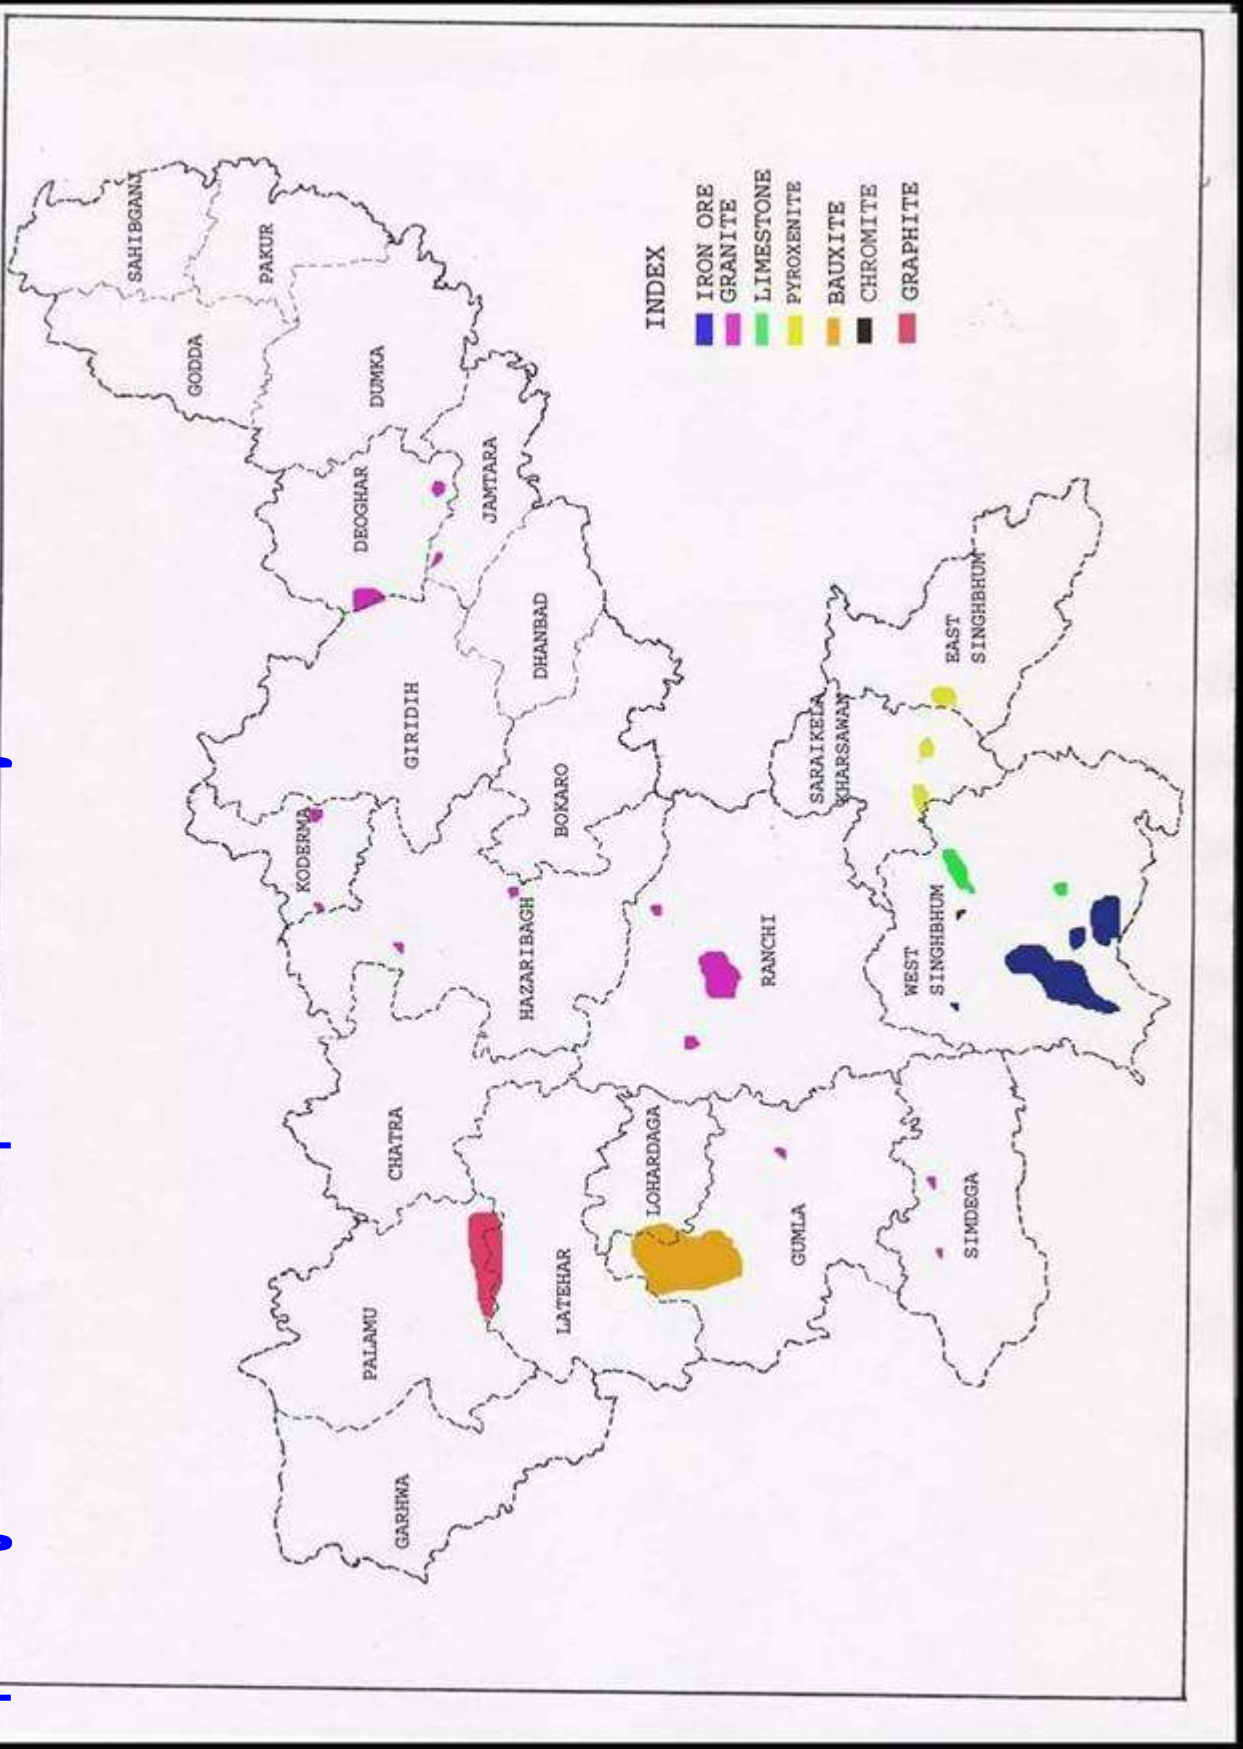 SAHIBGANJ
PAKUR
GODDA
DUMKA
DEOGHAR
JAMTARA
DHANBAD
GIRIDIH
KODERMA
BOKARO
HAZARIBAGH
CHATRA
PALAMU
GARHWA
LATEHAR
LOHARDAGA
RANCHI
GUMLA
SIMDEGA
SARAIKELA
KHARSAWAN
EAST
SINGHBHUM
WEST
SINGHBHUM
INDEX
IRON ORE
GRANITE
LIMESTONE
PYROXENITE
BAUXITE
CHROMITE
GRAPHITE